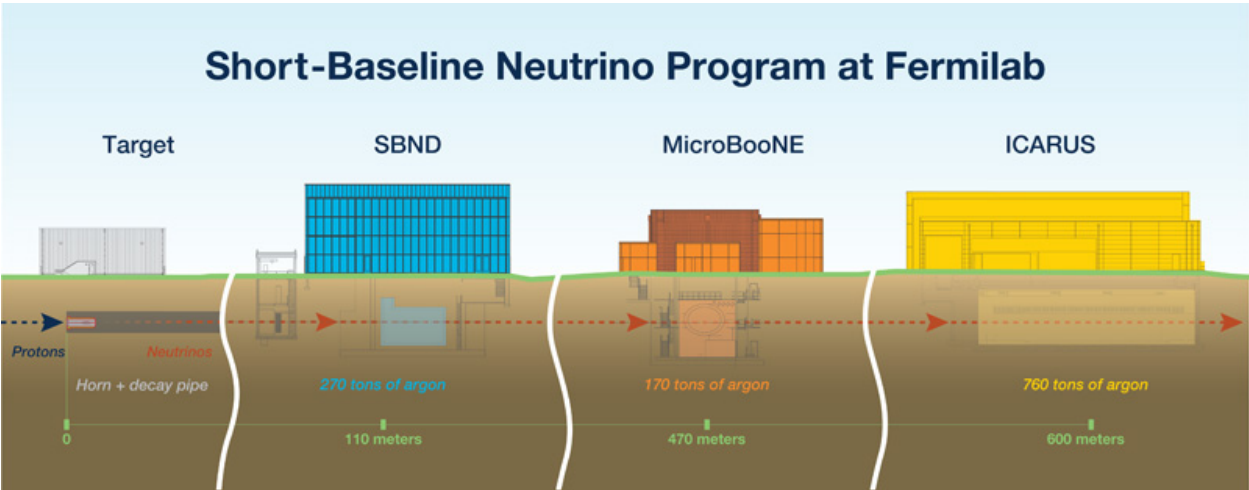 Short-Baseline Neutrino Program at Fermilab
Target
SBND
MicroBooNE
ICARUS
Protons
Neutrinos
Horn + decay pipe
270 tons of argon
170 tons of argon
760 tons of argon
0
110 meters
470 meters
600 meters